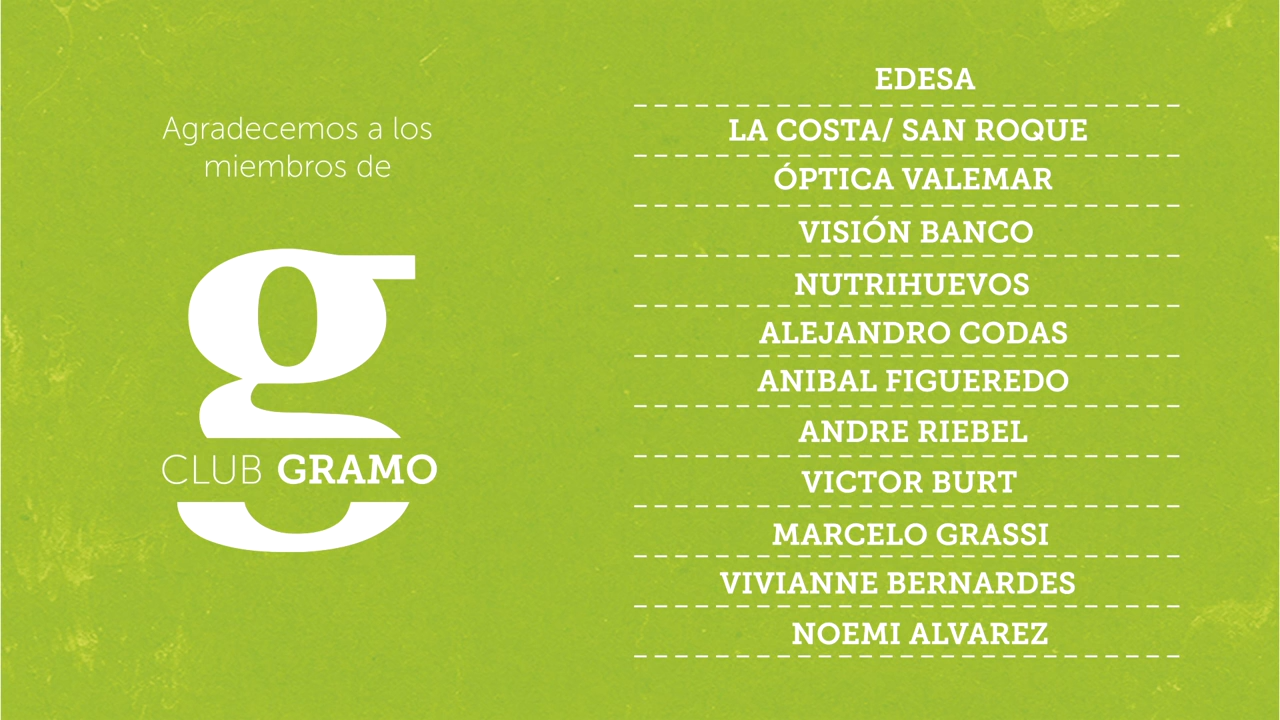 Agradecemos a los
miembros de
g
CLUB GRAMO
EDESA
LA COSTA/ SAN ROQUE
ÓPTICA VALEMAR
VISIÓN BANCO
NUTRIHUEVOS
ALEJANDRO CODAS
ANIBAL FIGUEREDO
ANDRE RIEBEL
VICTOR BURT
MARCELO GRASSI
VIVIANNE BERNARDES
NOEMI ALVAREZ